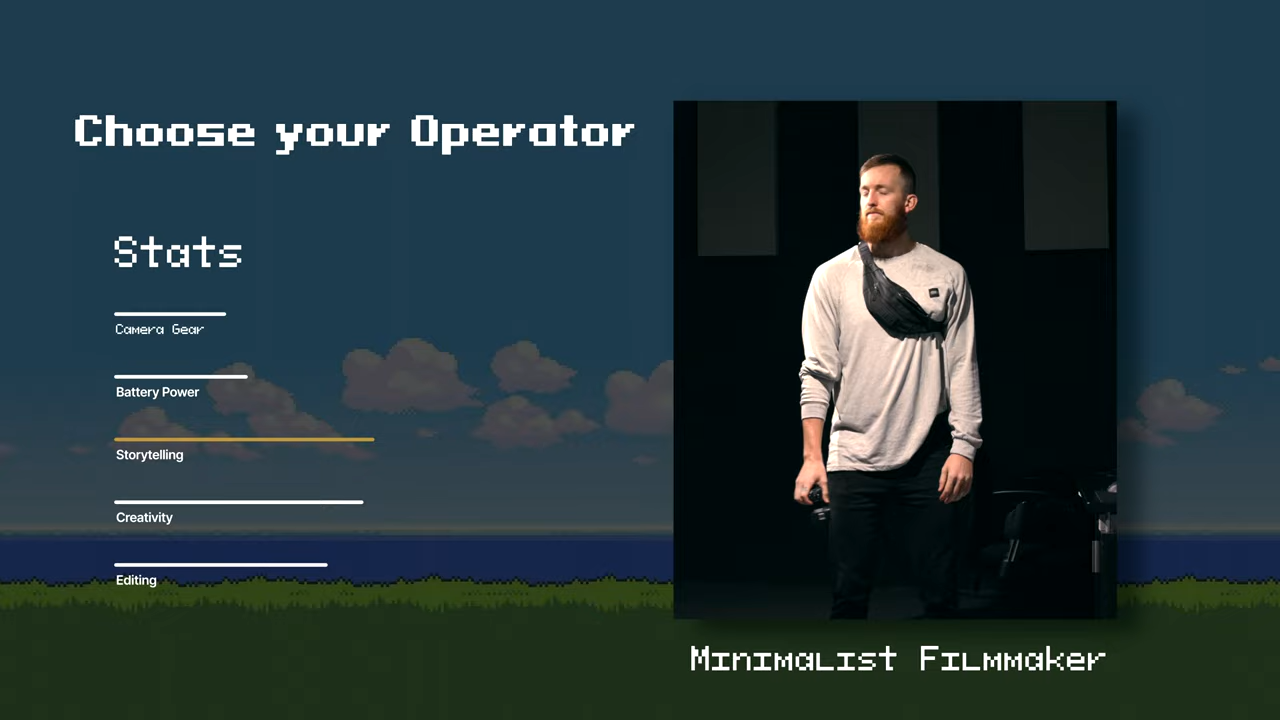 Choose your Operator
Stats
Camera Gear
Battery Power
Storytelling
Creativity
Editing
Minimalist Filmmaker